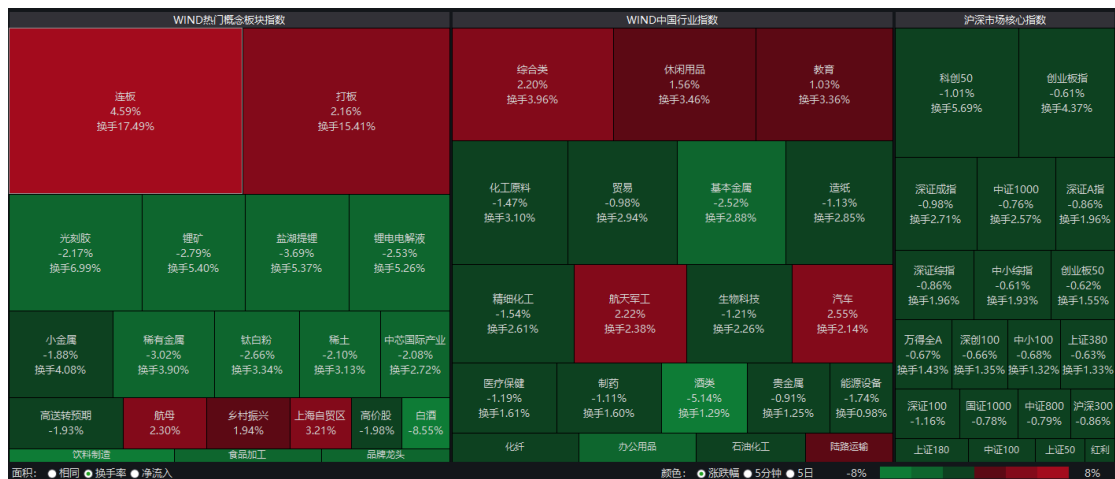 WIND热门概念板块指数
连板
4.59%
换手17.49%
打板
2.16%
换手15.41%
光刻胶
-2.17%
换手6.99%
锂矿
-2.79%
换手5.40%
盐湖提锂
-3.69%
换手5.37%
锂电电解液
-2.53%
换手5.26%
小金属
-1.88%
换手4.08%
稀有金属
-3.02%
换手3.90%
钛白粉
-2.66%
换手3.34%
稀土
-2.10%
换手3.13%
中芯国际产业
-2.08%
换手2.72%
高送转预期
-1.93%
航母
2.30%
乡村振兴
1.94%
上海自贸区
3.21%
高价股
-1.98%
白酒
-8.55%
饮料制造
食品加工
品牌龙头
WIND中国行业指数
综合类
2.20%
换手3.96%
休闲用品
1.56%
换手3.46%
教育
1.03%
换手3.36%
化工原料
-1.47%
换手3.10%
贸易
-0.98%
换手2.94%
基本金属
-2.52%
换手2.88%
造纸
-1.13%
换手2.85%
精细化工
-1.54%
换手2.61%
航天军工
2.22%
换手2.38%
生物科技
-1.21%
换手2.26%
汽车
2.55%
换手2.14%
医疗保健
-1.19%
换手1.61%
制药
-1.11%
换手1.60%
酒类
-5.14%
换手1.29%
贵金属
-0.91%
换手1.25%
能源设备
-1.74%
换手0.98%
化纤
办公用品
石油化工
陆路运输
沪深市场核心指数
科创50
-1.01%
换手5.69%
创业板指
-0.61%
换手4.37%
深证成指
-0.98%
换手2.71%
中证1000
-0.76%
换手2.57%
深证A指
-0.86%
换手1.96%
深证综指
-0.86%
换手1.96%
中小综指
-0.61%
换手1.93%
创业板50
-0.62%
换手1.55%
万得全A
-0.67%
换手1.43%
深创100
-0.66%
换手1.35%
中小100
-0.68%
换手1.32%
上证380
-0.63%
换手1.33%
深证100
-1.16%
国证1000
-0.78%
中证800
-0.79%
沪深300
-0.86%
上证180
中证100
上证50
红利
面积: 相同 换手率 净流入
颜色: 涨跌幅 5分钟 5日 -8% 8%